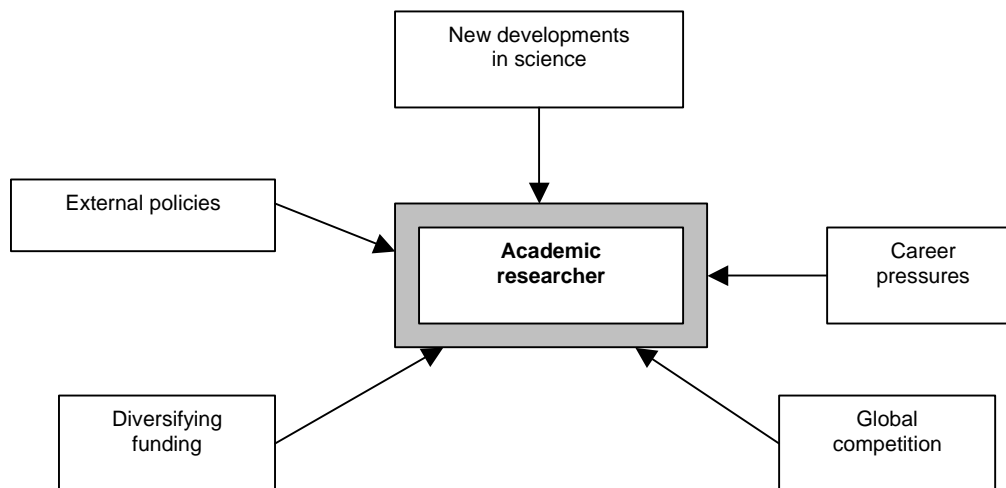 New developments
in science
External policies
Academic
researcher
Career
pressures
Diversifying
funding
Global
competition